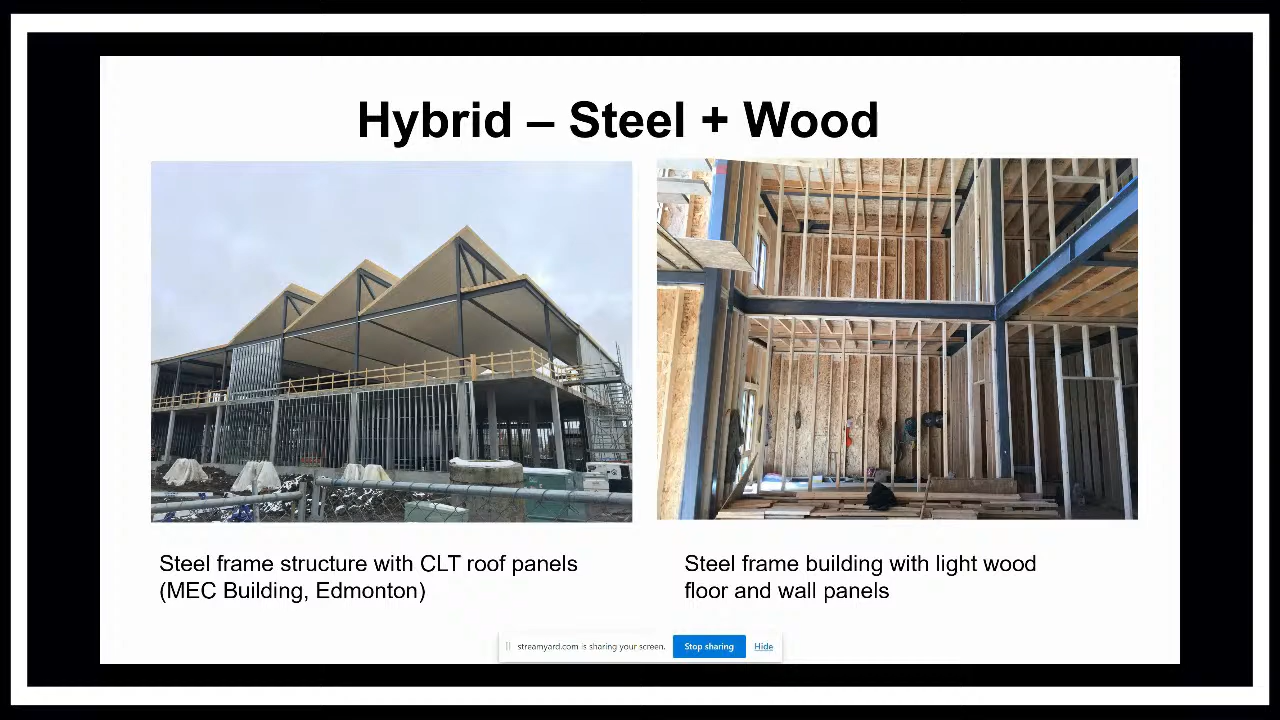 Hybrid – Steel + Wood
Steel frame structure with CLT roof panels
(MEC Building, Edmonton)
Steel frame building with light wood
floor and wall panels
streamyard.com is sharing your screen. Stop sharing Hide